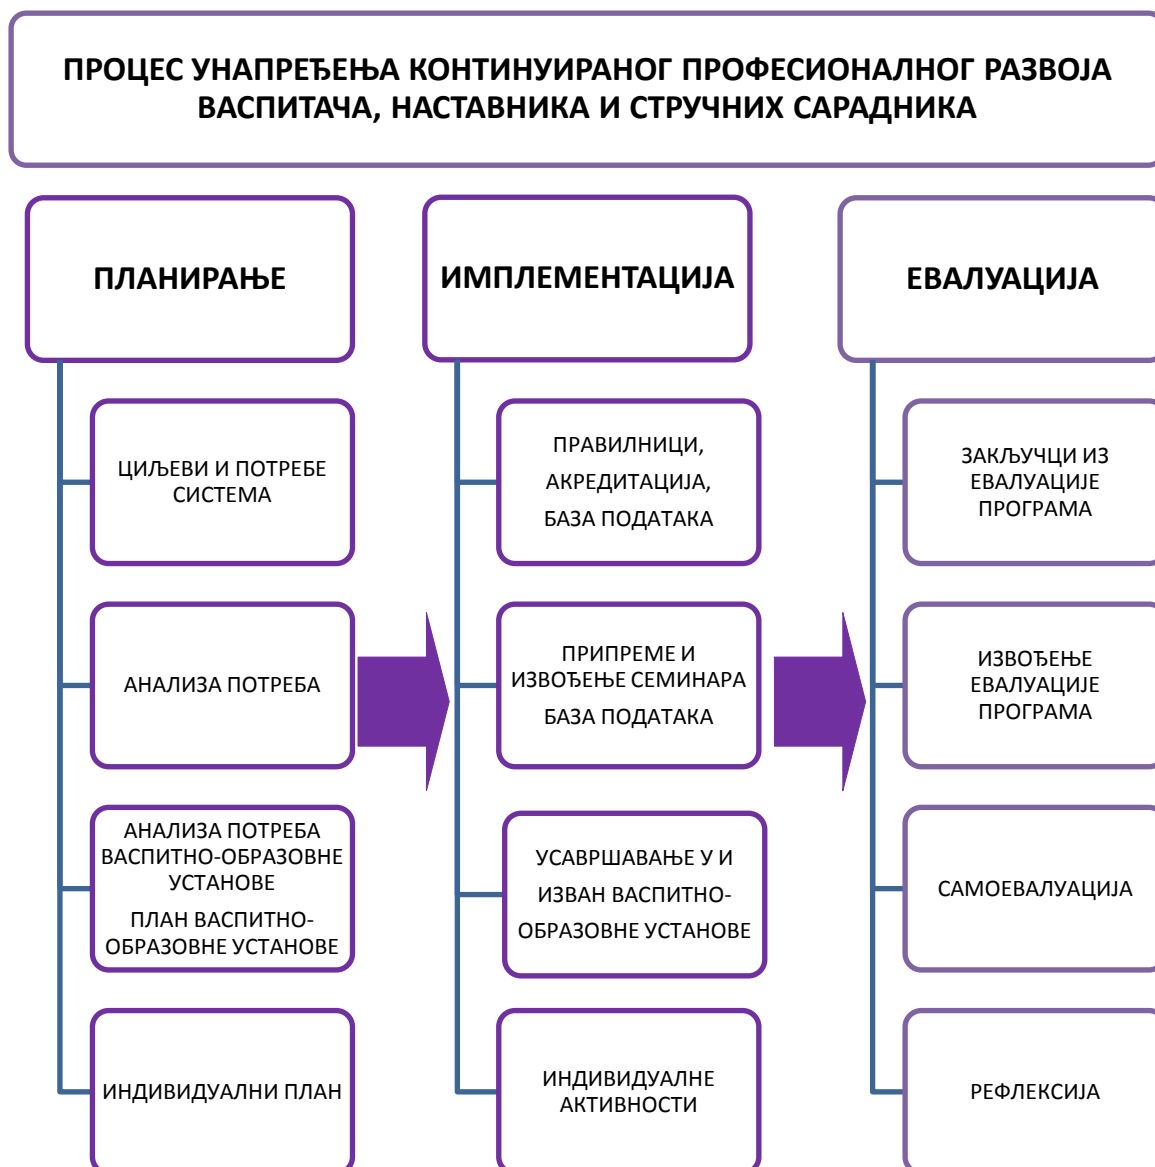 ПРОЦЕС УНАПРЕЂЕЊА КОНТИНУИРАНОГ ПРОФЕСИОНАЛНОГ РАЗВОЈА
ВАСПИТАЧА, НАСТАВНИКА И СТРУЧНИХ САРАДНИКА
ПЛАНИРАЊЕ
ЦИЉЕВИ И ПОТРЕБЕ
СИСТЕМА
АНАЛИЗА ПОТРЕБА
АНАЛИЗА ПОТРЕБА
ВАСПИТНО-ОБРАЗОВНЕ
УСТАНОВЕ
ПЛАН ВАСПИТНО-
ОБРАЗОВНЕ УСТАНОВЕ
ИНДИВИДУАЛНИ ПЛАН
ИМПЛЕМЕНТАЦИЈА
ПРАВИЛНИЦИ,
АКРЕДИТАЦИЈА,
БАЗА ПОДАТАКА
ПРИПРЕМЕ И
ИЗВОЂЕЊЕ СЕМИНАРА
БАЗА ПОДАТАКА
УСАВРШАВАЊЕ У И
ИЗВАН ВАСПИТНО-
ОБРАЗОВНЕ УСТАНОВЕ
ИНДИВИДУАЛНЕ
АКТИВНОСТИ
ЕВАЛУАЦИЈА
ЗАКЉУЧЦИ ИЗ
ЕВАЛУАЦИЈЕ
ПРОГРАМА
ИЗВОЂЕЊЕ
ЕВАЛУАЦИЈЕ
ПРОГРАМА
САМОЕВАЛУАЦИЈА
РЕФЛЕКСИЈА